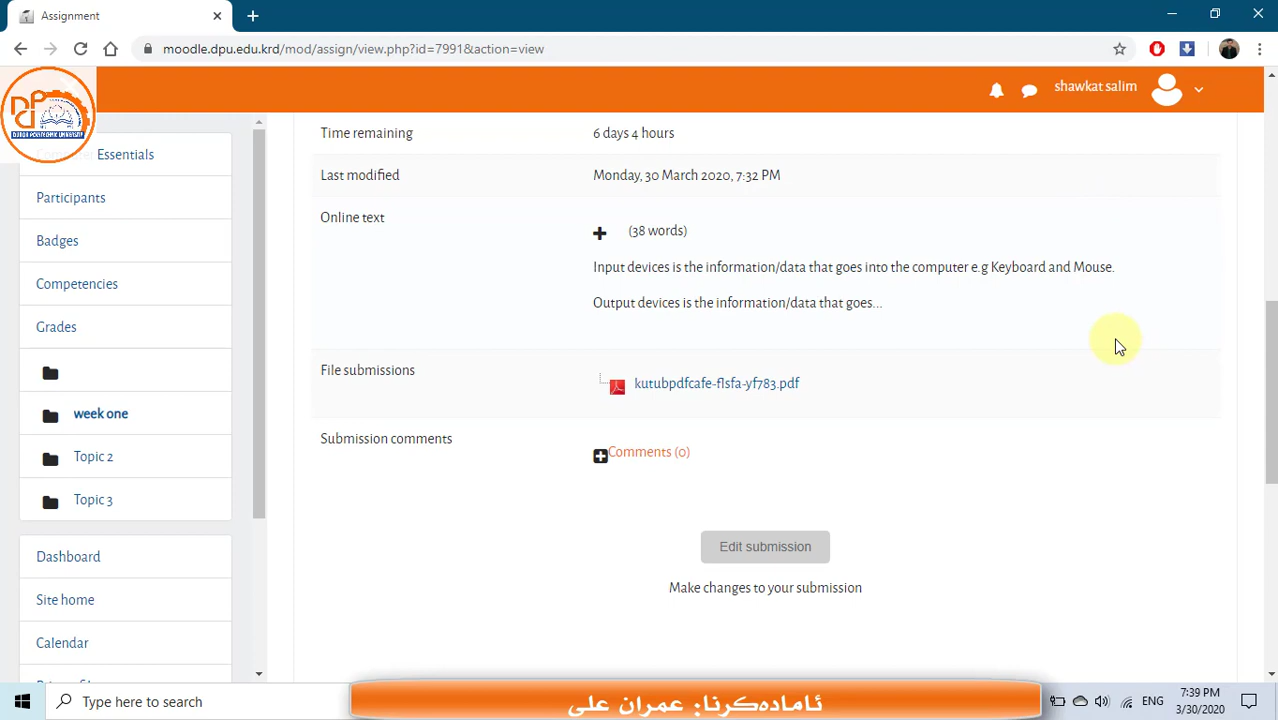 Assignment
moodle.dpu.edu.krd/mod/assign/view.php?id=7991&action=view
shawkat salim
DPU
Essentials
Participants
Badges
Competencies
Grades
week one
Topic 2
Topic 3
Dashboard
Site home
Calendar
Time remaining
6 days 4 hours
Last modified
Monday, 30 March 2020, 7:32 PM
Online text
(38 words)
Input devices is the information/data that goes into the computer e.g Keyboard and Mouse.
Output devices is the information/data that goes...
File submissions
kutubpdfcafe-f1sfa-yf783.pdf
Submission comments
Comments (0)
Edit submission
Make changes to your submission
Type here to search
ئامادەکرنا: عمران علی
ENG
7:39 PM
3/30/2020